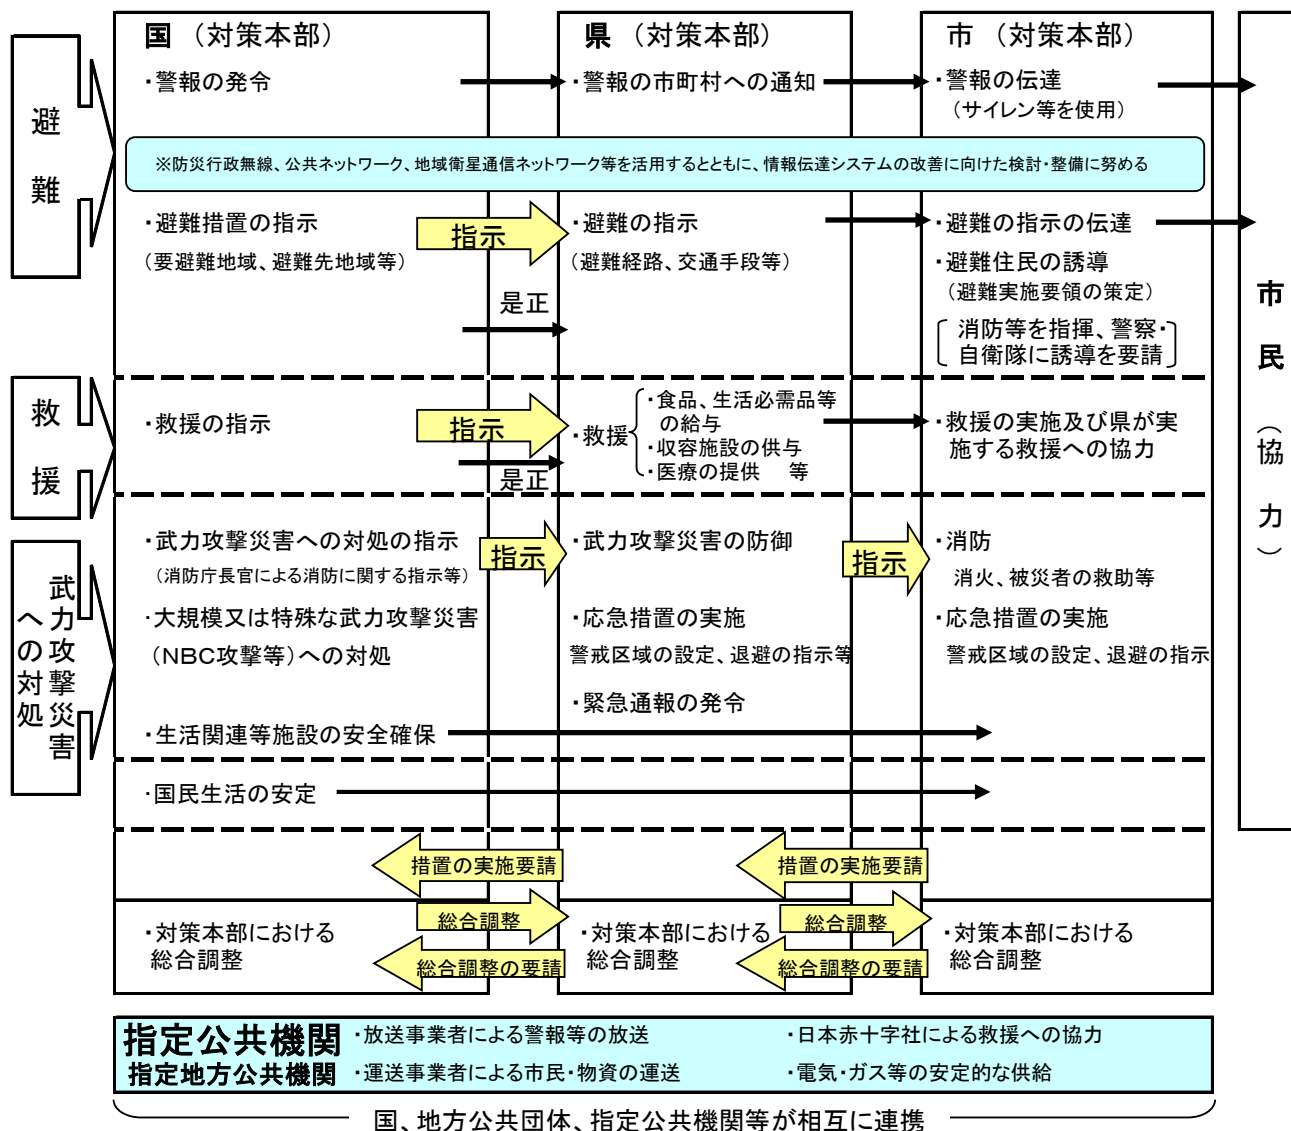 国（対策本部）
県（対策本部）
市（対策本部）
避難
・警報の発令
・警報の市町村への通知
・警報の伝達
（サイレン等を使用）
※防災行政無線、公共ネットワーク、地域衛星通信ネットワーク等を活用するとともに、情報伝達システムの改善に向けた検討・整備に努める
・避難措置の指示
（要避難地域、避難先地域等）
指示
・避難の指示
（避難経路、交通手段等）
・避難の指示の伝達
・避難住民の誘導
（避難実施要領の策定）
是正
消防等を指揮、警察・
自衛隊に誘導を要請
市民（協力）
救援
・救援の指示
指示
是正
・救援
・食品、生活必需品等
の給与
・収容施設の供与
・医療の提供　等
・救援の実施及び県が実
施する救援への協力
武力攻撃災害
への対処
・武力攻撃災害への対処の指示
（消防庁長官による消防に関する指示等）
指示
・武力攻撃災害の防御
指示
・消防
消火、被災者の救助等
・大規模又は特殊な武力攻撃災害
（NBC攻撃等）への対処
・応急措置の実施
警戒区域の設定、退避の指示等
・応急措置の実施
警戒区域の設定、退避の指示
・緊急通報の発令
・生活関連等施設の安全確保
・国民生活の安定
措置の実施要請
措置の実施要請
総合調整
総合調整
・対策本部における
総合調整
・対策本部における
総合調整
・対策本部における
総合調整
総合調整の要請
総合調整の要請
指定公共機関
指定地方公共機関
・放送事業者による警報等の放送
・日本赤十字社による救援への協力
・運送事業者による市民・物資の運送
・電気・ガス等の安定的な供給
国、地方公共団体、指定公共機関等が相互に連携